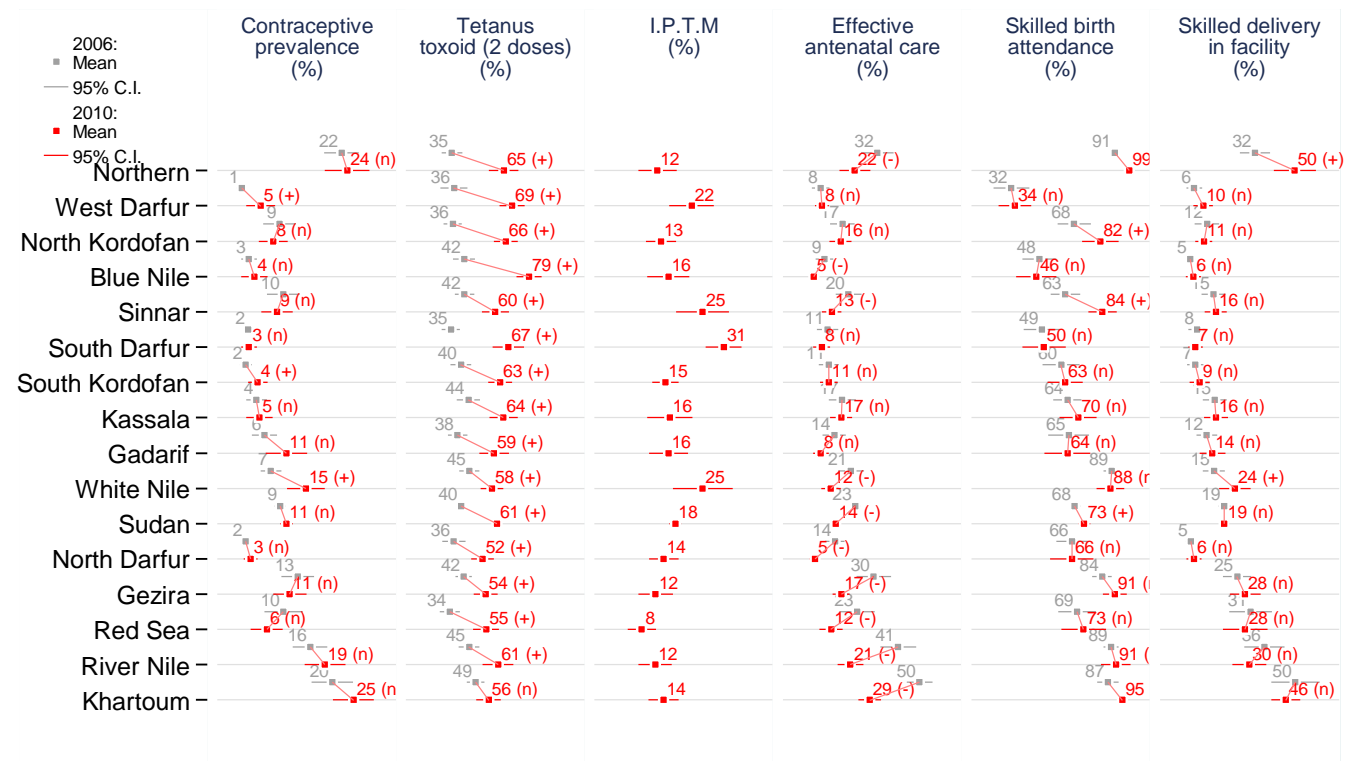 Contraceptive
prevalence
(%)
Tetanus
toxoid (2 doses)
(%)
I.P.T.M
(%)
Effective
antenatal care
(%)
Skilled birth
attendance
(%)
Skilled delivery
in facility
(%)
2006:
Mean
95% C.I.
2010:
Mean
95% C.I.
22 35 32 91 32
Northern 24 (n) 65 (+) 12 22 (-) 99 50 (+)
1 36 8 32 6
West Darfur 5 (+) 69 (+) 22 8 (n) 34 (n) 10 (n)
9 36 17 68 12
North Kordofan 8 (n) 66 (+) 13 16 (n) 82 (+) 11 (n)
3 42 9 48 5
Blue Nile 4 (n) 79 (+) 16 5 (-) 46 (n) 6 (n)
10 42 20 63 15
Sinnar 9 (n) 60 (+) 25 13 (-) 84 (+) 16 (n)
2 35 11 49 8
South Darfur 3 (n) 67 (+) 31 8 (n) 50 (n) 7 (n)
2 40 11 60 7
South Kordofan 4 (+) 63 (+) 15 11 (n) 63 (n) 9 (n)
4 44 17 64
Kassala 5 (n) 64 (+) 16 17 (n) 70 (n) 16 (n)
6 38 14 65 12
Gadarif 11 (n) 59 (+) 16 8 (n) 64 (n) 14 (n)
7 45 21 89 15
White Nile 15 (+) 58 (+) 25 12 (-) 88 (n 24 (+)
9 40 23 68 19
Sudan 11 (n) 61 (+) 18 14 (-) 73 (+) 19 (n)
2 36 14 66 5
North Darfur 3 (n) 52 (+) 14 5 (-) 66 (n) 6 (n)
13 42 30 84 25
Gezira 11 (n) 54 (+) 12 17 (-) 91 ( 28 (n)
10 34 23 69 31
Red Sea 6 (n) 55 (+) 8 12 (-) 73 (n) 28 (n)
16 45 41 89 36
River Nile 19 (n) 61 (+) 12 21 (-) 91 ( 30 (n)
20 49 50 87 50
Khartoum 25 (n 56 (n) 14 29 (-) 95 46 (n)